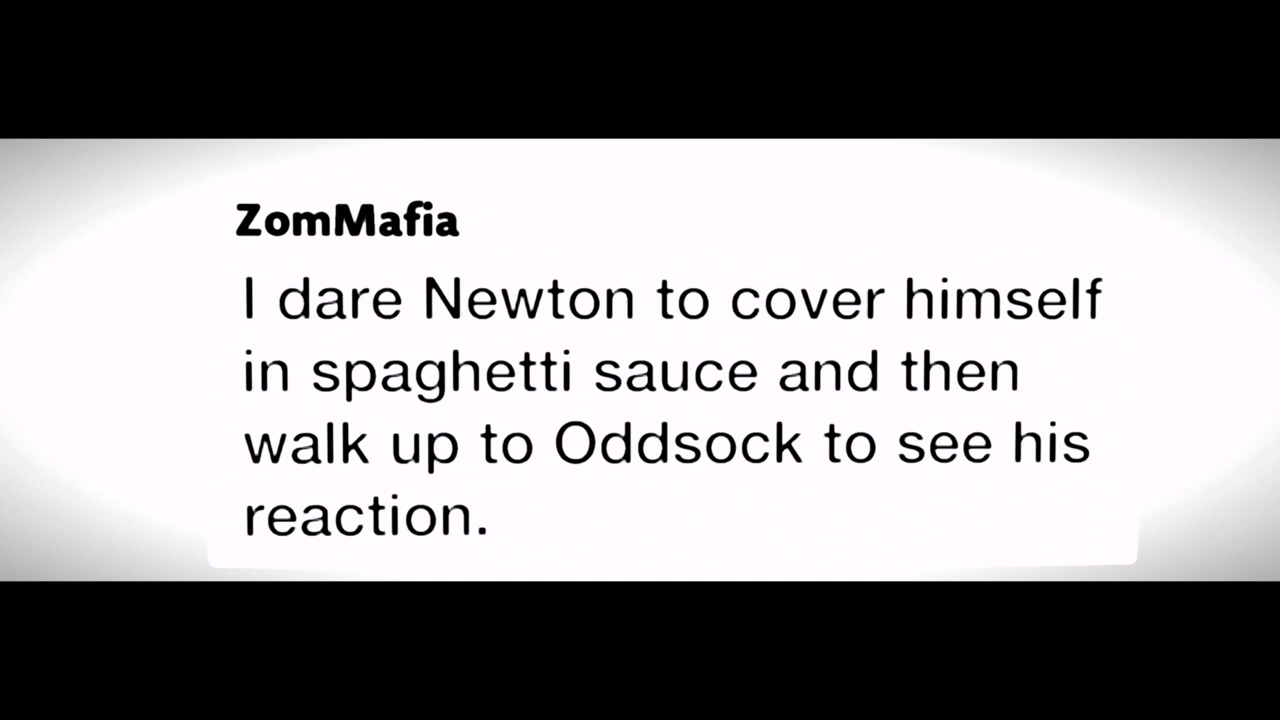 ZomMafia
I dare Newton to cover himself
in spaghetti sauce and then
walk up to Oddsock to see his
reaction.